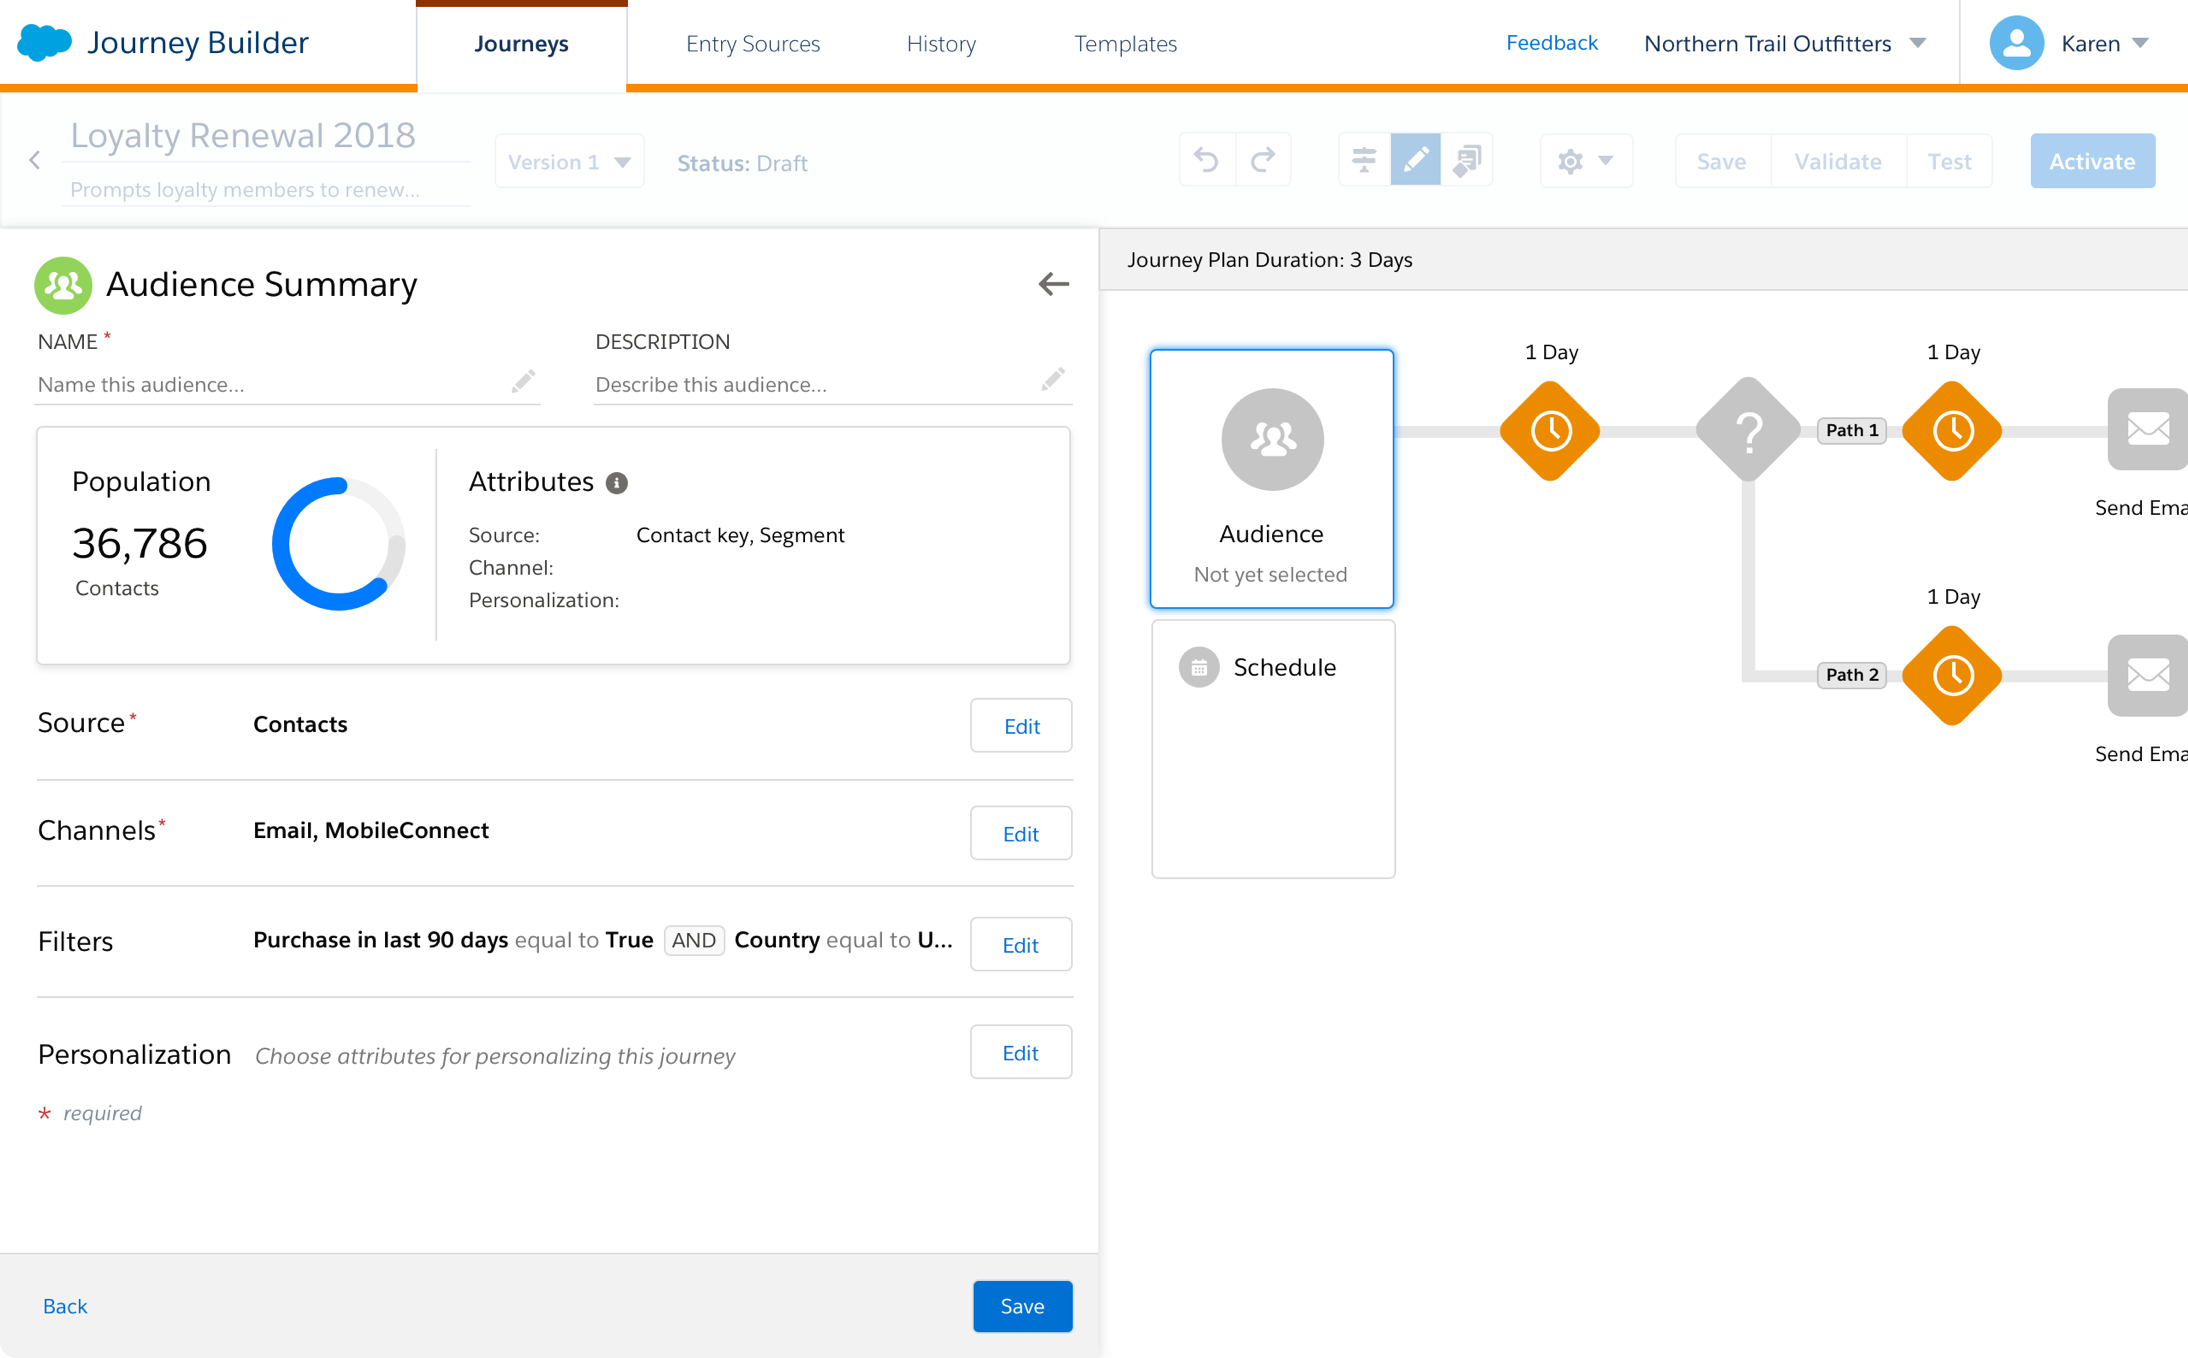 Journey Builder
Journeys
Entry Sources
History
Templates
Feedback
Northern Trail Outfitters
Karen
Loyalty Renewal 2018
Prompts loyalty members to renew...
Version 1
Status: Draft
Save
Validate
Test
Activate
Audience Summary
NAME *
Name this audience...
DESCRIPTION
Describe this audience...
Population
36,786
Contacts
Attributes
Source: Contact key, Segment
Channel:
Personalization:
Source* Contacts Edit
Channels* Email, MobileConnect Edit
Filters Purchase in last 90 days equal to True AND Country equal to U... Edit
Personalization Choose attributes for personalizing this journey Edit
* required
Back
Save
Journey Plan Duration: 3 Days
Audience
Not yet selected
Schedule
1 Day
?
Path 1
1 Day
Send Ema
Path 2
1 Day
Send Ema